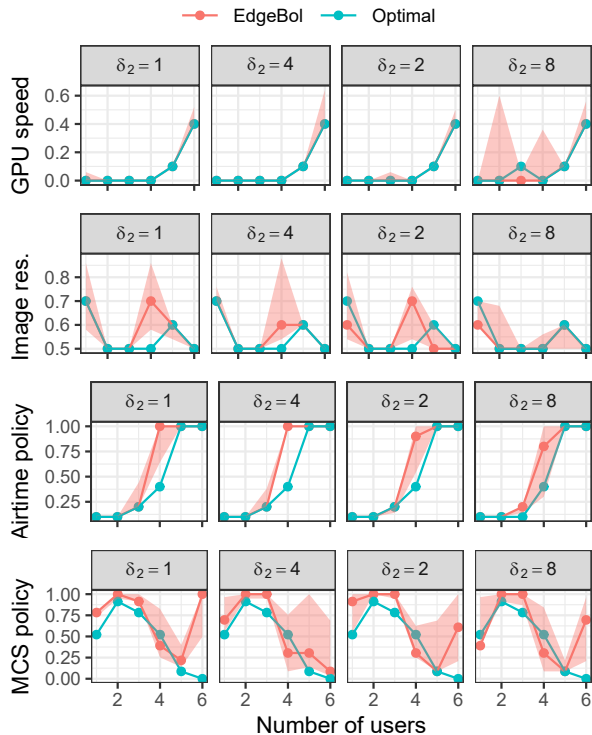 EdgeBol Optimal
δ₂ = 1 δ₂ = 4 δ₂ = 2 δ₂ = 8
GPU speed
0.6
0.4
0.2
0.0
δ₂ = 1 δ₂ = 4 δ₂ = 2 δ₂ = 8
Image res.
0.8
0.7
0.6
0.5
δ₂ = 1 δ₂ = 4 δ₂ = 2 δ₂ = 8
Airtime policy
1.00
0.75
0.50
0.25
δ₂ = 1 δ₂ = 4 δ₂ = 2 δ₂ = 8
MCS policy
1.00
0.75
0.50
0.25
0.00
2 4 6 2 4 6 2 4 6 2 4 6
Number of users